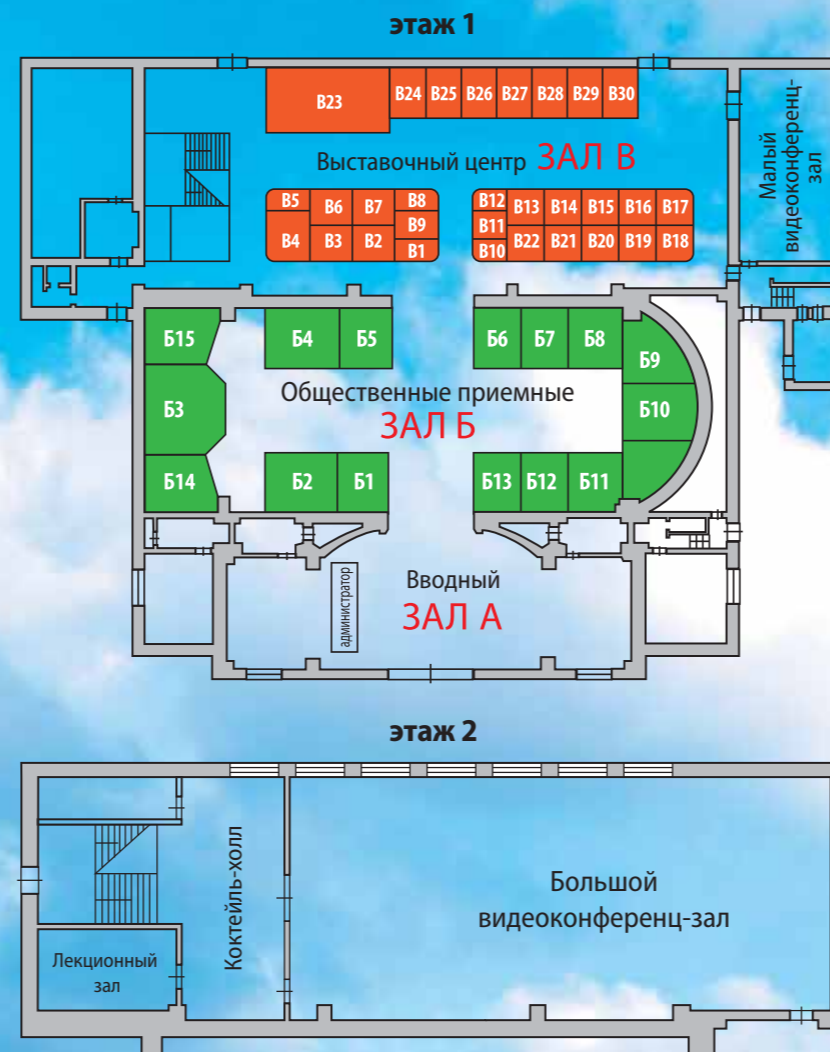 этаж 1
В23
В24 В25 В26 В27 В28 В29 В30
Выставочный центр ЗАЛ В
Малый
видеоконференц-
зал
В5 В6 В7 В8
В9
В4 В3 В2 В1
В12 В13 В14 В15 В16 В17
В11
В10 В22 В21 В20 В19 В18
Б15 Б4 Б5 Б6 Б7 Б8 Б9
Общественные приемные
ЗАЛ Б
Б3 Б10
Б14 Б2 Б1 Б13 Б12 Б11
администратор
Вводный
ЗАЛ А
этаж 2
Коктейль-холл
Большой
видеоконференц-зал
Лекционный
зал